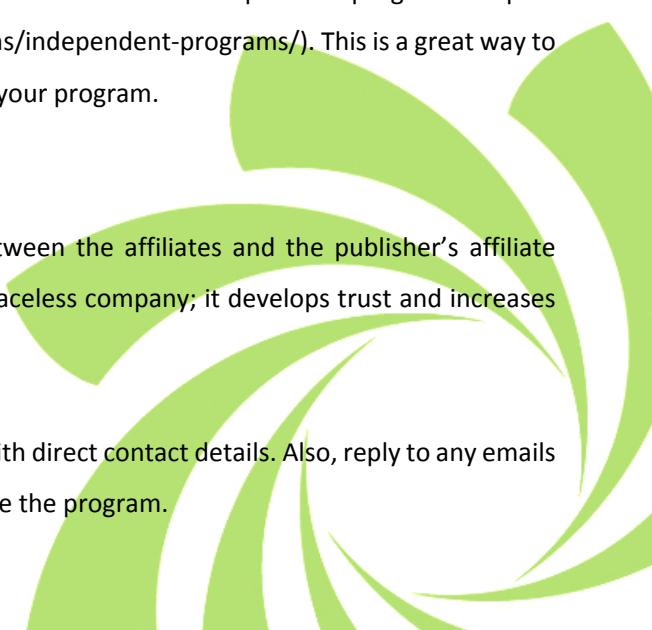 s/independent-programs/). This is a great way to
your program.
tween the affiliates and the publisher’s affiliate
aceless company; it develops trust and increases
ith direct contact details. Also, reply to any emails
e the program.